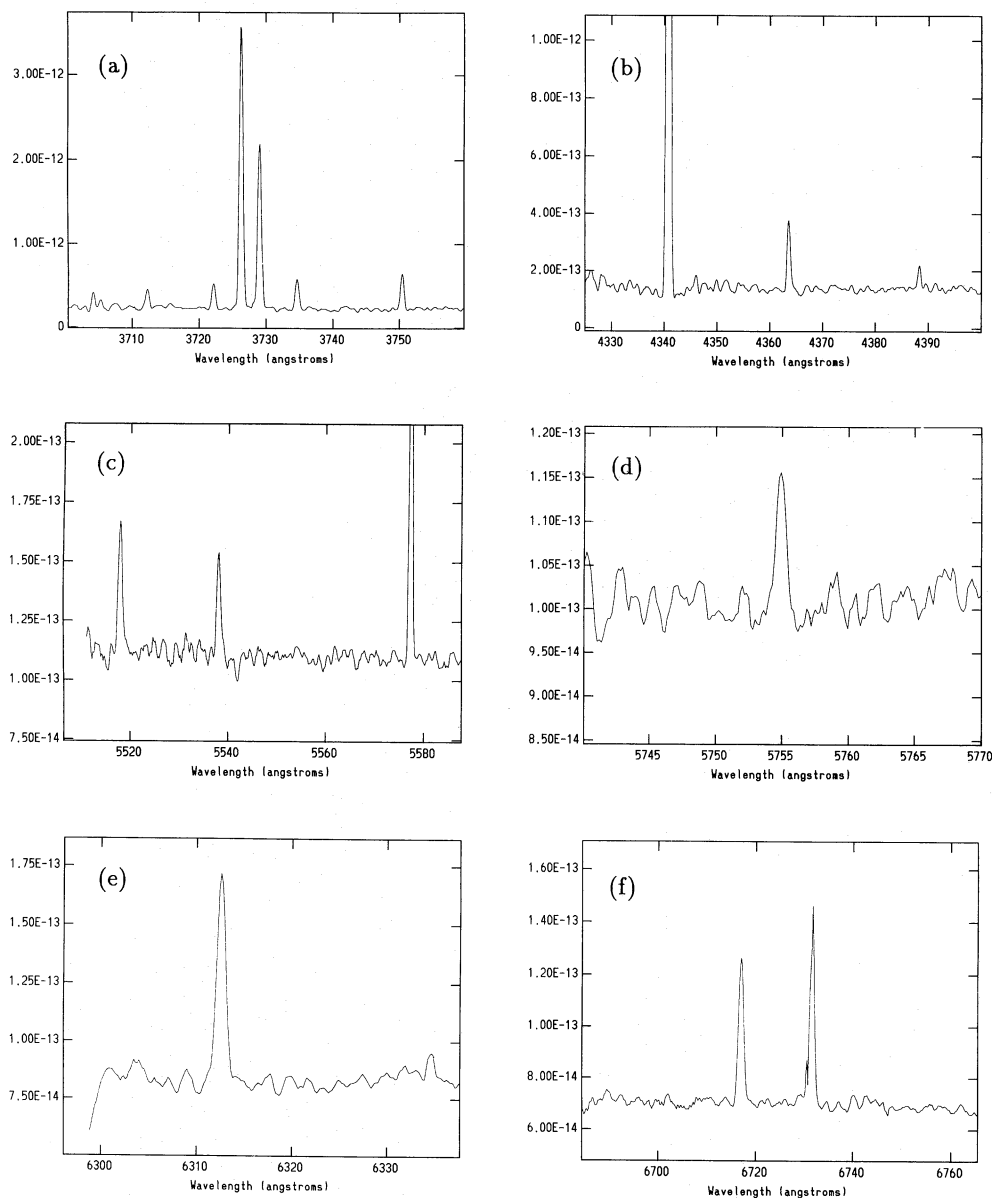 (a)
3.00E-12
2.00E-12
1.00E-12
0
3710 3720 3730 3740 3750
Wavelength (angstroms)
(b)
1.00E-12
8.00E-13
6.00E-13
4.00E-13
2.00E-13
0
4330 4340 4350 4360 4370 4380 4390
Wavelength (angstroms)
(c)
2.00E-13
1.75E-13
1.50E-13
1.25E-13
1.00E-13
7.50E-14
5520 5540 5560 5580
Wavelength (angstroms)
(d)
1.20E-13
1.15E-13
1.10E-13
1.05E-13
1.00E-13
9.50E-14
9.00E-14
8.50E-14
5745 5750 5755 5760 5765 5770
Wavelength (angstroms)
(e)
1.75E-13
1.50E-13
1.25E-13
1.00E-13
7.50E-14
6300 6310 6320 6330
Wavelength (angstroms)
(f)
1.60E-13
1.40E-13
1.20E-13
1.00E-13
8.00E-14
6.00E-14
6700 6720 6740 6760
Wavelength (angstroms)